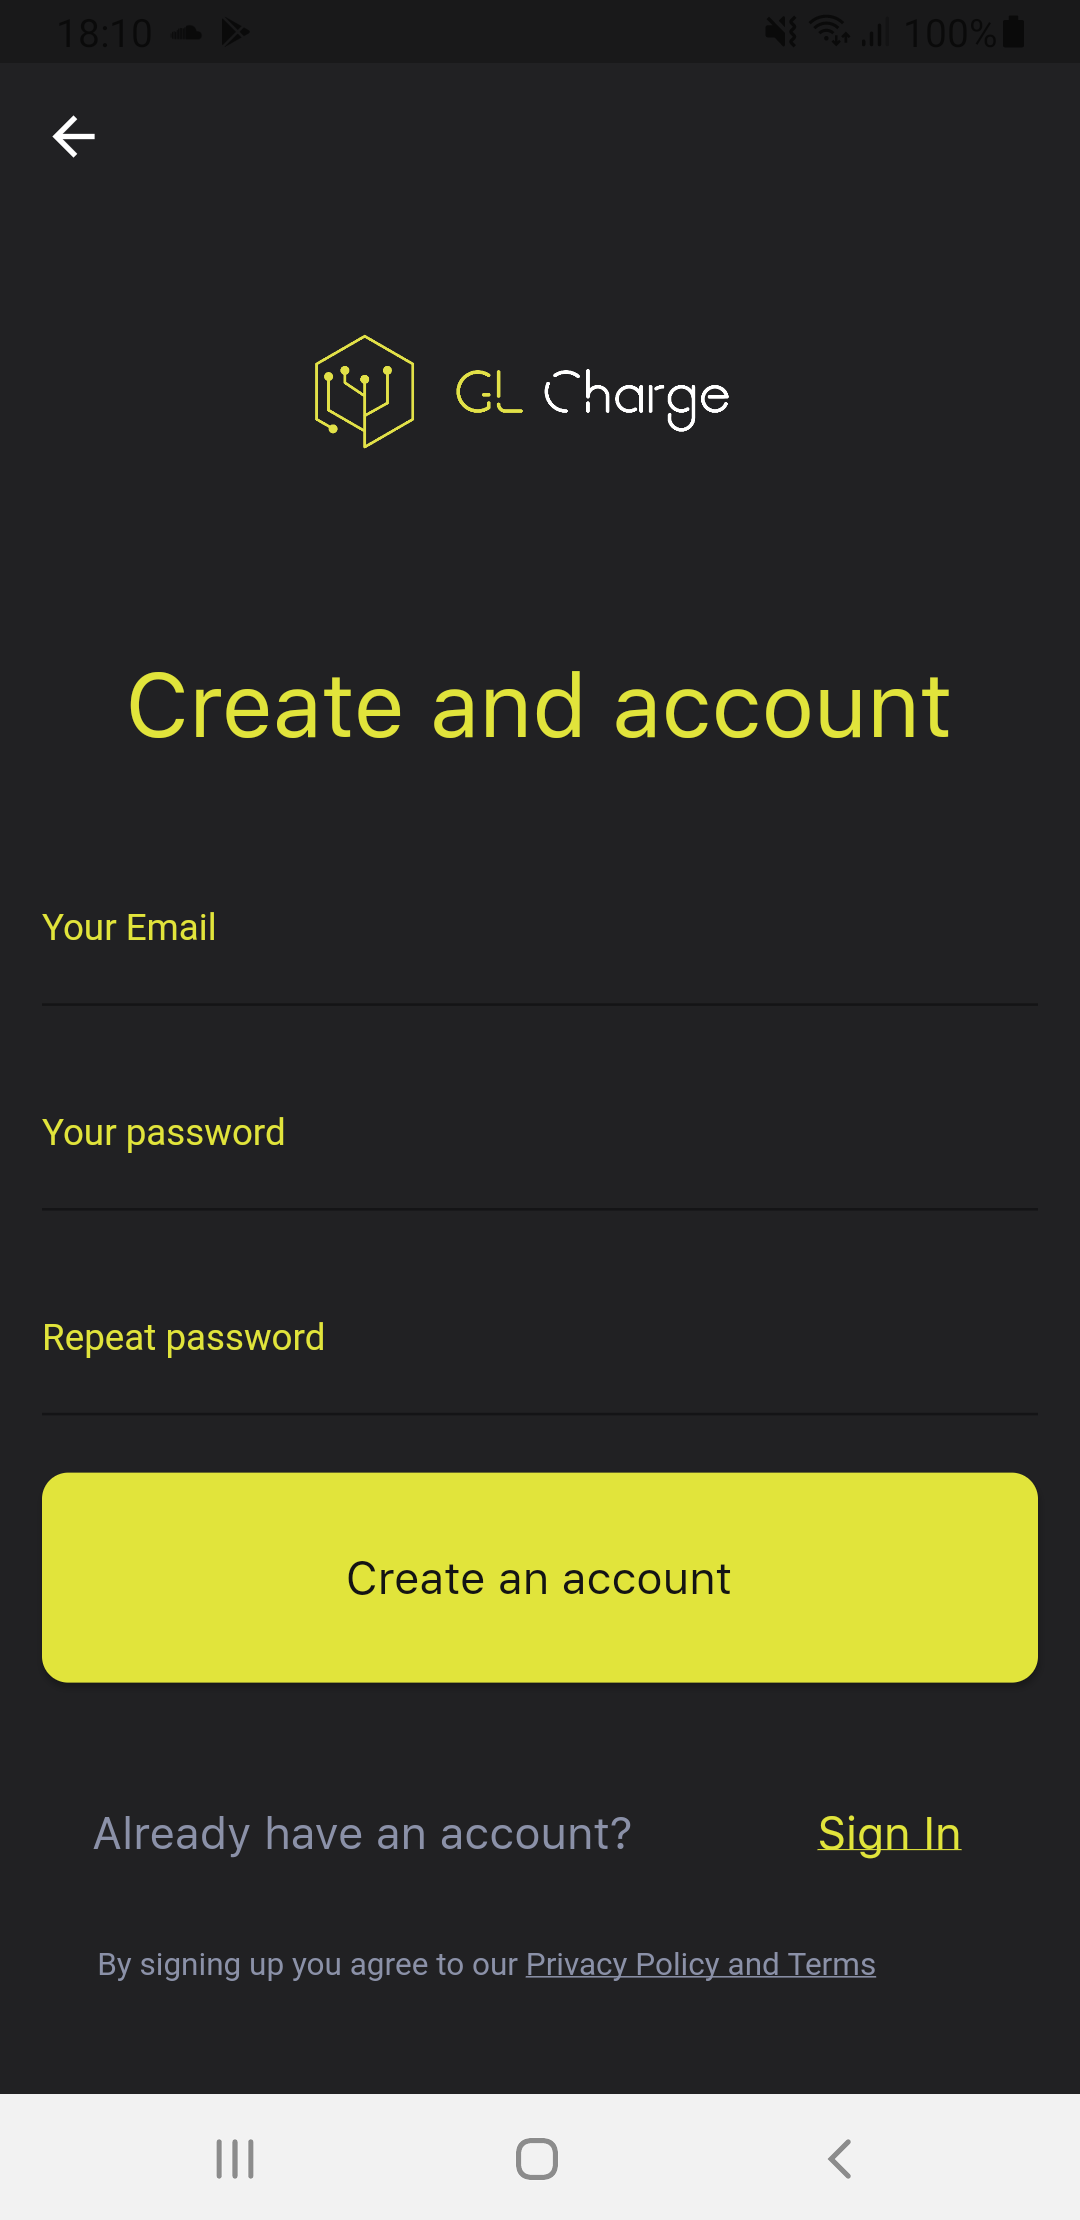 18:10 100%
GL Charge
Create and account
Your Email
Your password
Repeat password
Create an account
Already have an account? Sign In
By signing up you agree to our Privacy Policy and Terms